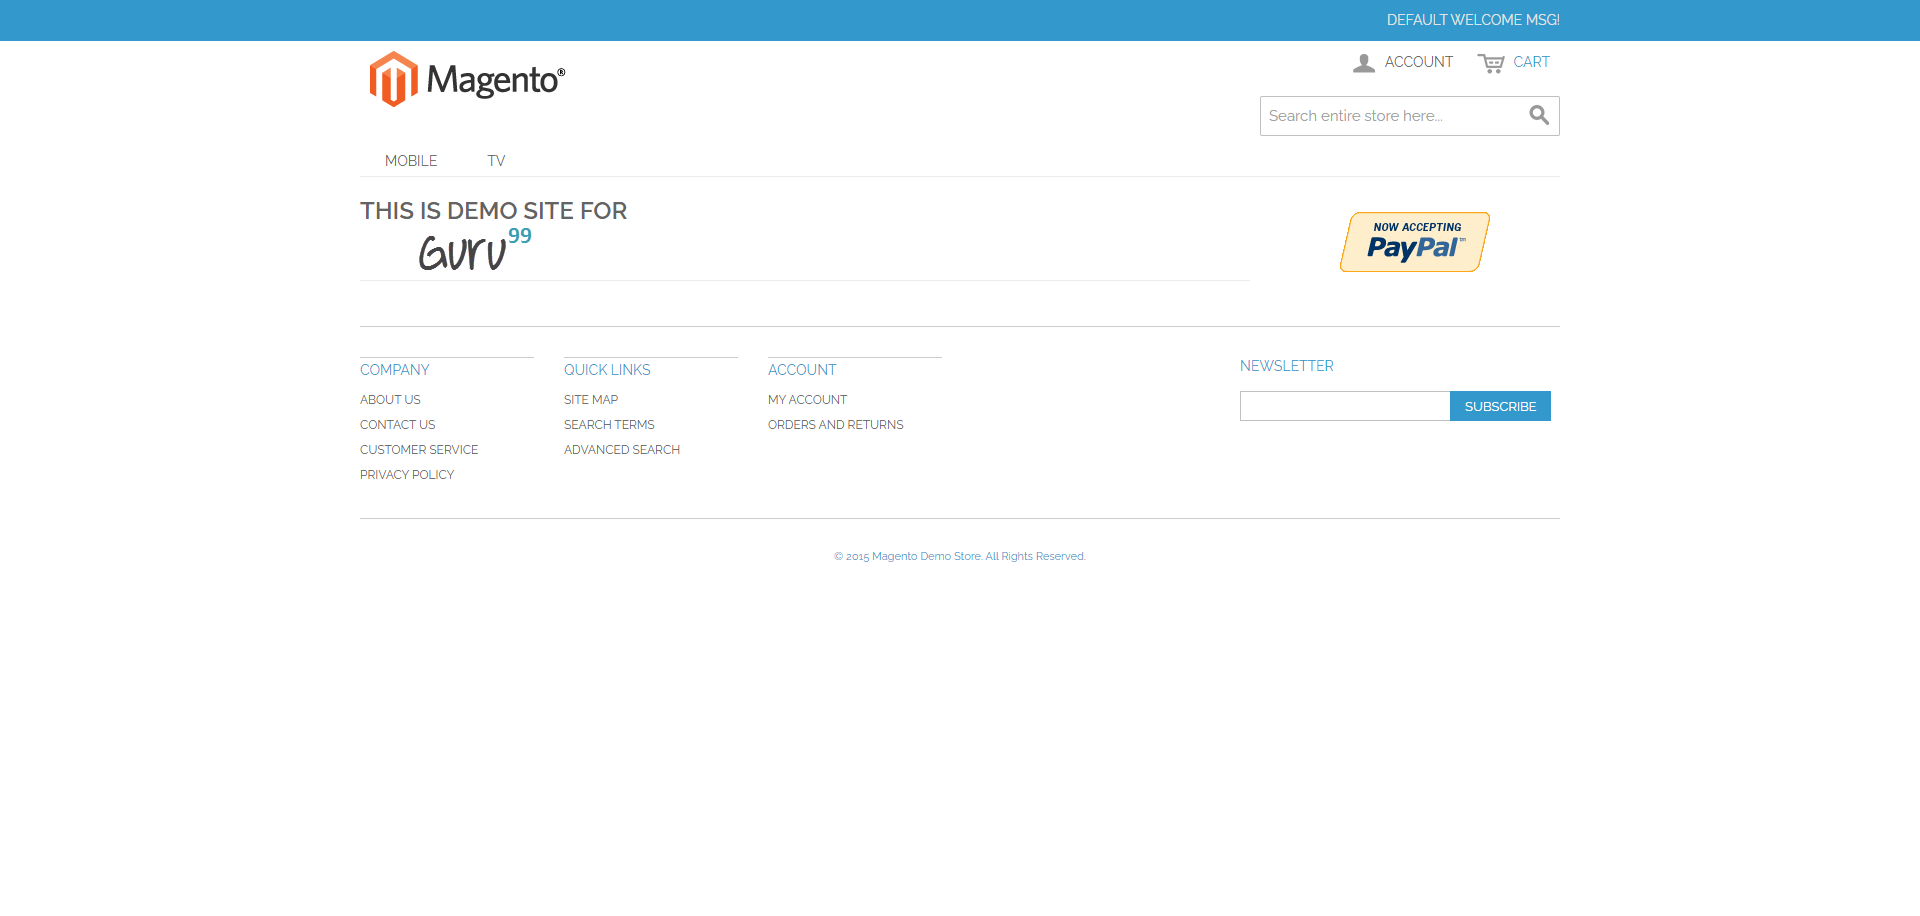 DEFAULT WELCOME MSG!
Magento®
ACCOUNT
CART
Search entire store here...
MOBILE
TV
THIS IS DEMO SITE FOR
Guru99
NOW ACCEPTING
PayPal™
COMPANY
ABOUT US
CONTACT US
CUSTOMER SERVICE
PRIVACY POLICY
QUICK LINKS
SITE MAP
SEARCH TERMS
ADVANCED SEARCH
ACCOUNT
MY ACCOUNT
ORDERS AND RETURNS
NEWSLETTER
SUBSCRIBE
© 2015 Magento Demo Store. All Rights Reserved.